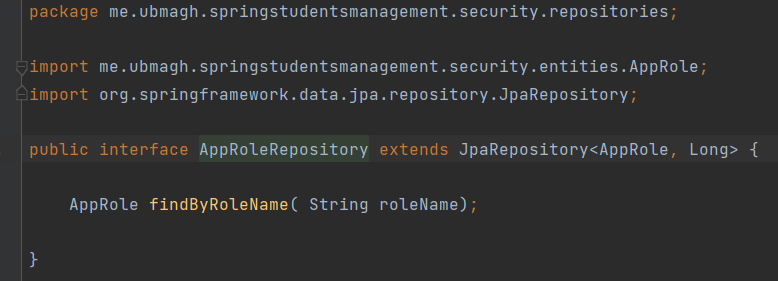 package me.ubmagh.springstudentsmanagement.security.repositories;
import me.ubmagh.springstudentsmanagement.security.entities.AppRole;
import org.springframework.data.jpa.repository.JpaRepository;
public interface AppRoleRepository extends JpaRepository<AppRole, Long> {
AppRole findByRoleName( String roleName);
}